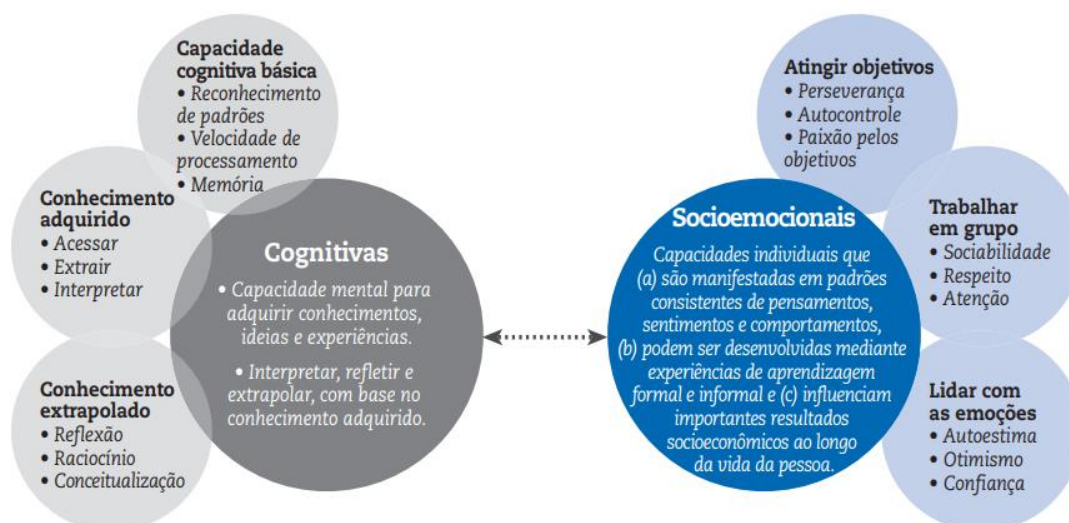 Capacidade
cognitiva básica
• Reconhecimento
de padrões
• Velocidade de
processamento
• Memória
Conhecimento
adquirido
• Acessar
• Extrair
• Interpretar
Conhecimento
extrapolado
• Reflexão
• Raciocínio
• Conceitualização
Cognitivas
• Capacidade mental para
adquirir conhecimentos,
ideias e experiências.
• Interpretar, refletir e
extrapolar, com base no
conhecimento adquirido.
Socioemocionais
Capacidades individuais que
(a) são manifestadas em padrões
consistentes de pensamentos,
sentimentos e comportamentos,
(b) podem ser desenvolvidas mediante
experiências de aprendizagem
formal e informal e (c) influenciam
importantes resultados
socioeconômicos ao longo
da vida da pessoa.
Atingir objetivos
• Perseverança
• Autocontrole
• Paixão pelos
objetivos
Trabalhar
em grupo
• Sociabilidade
• Respeito
• Atenção
Lidar com
as emoções
• Autoestima
• Otimismo
• Confiança